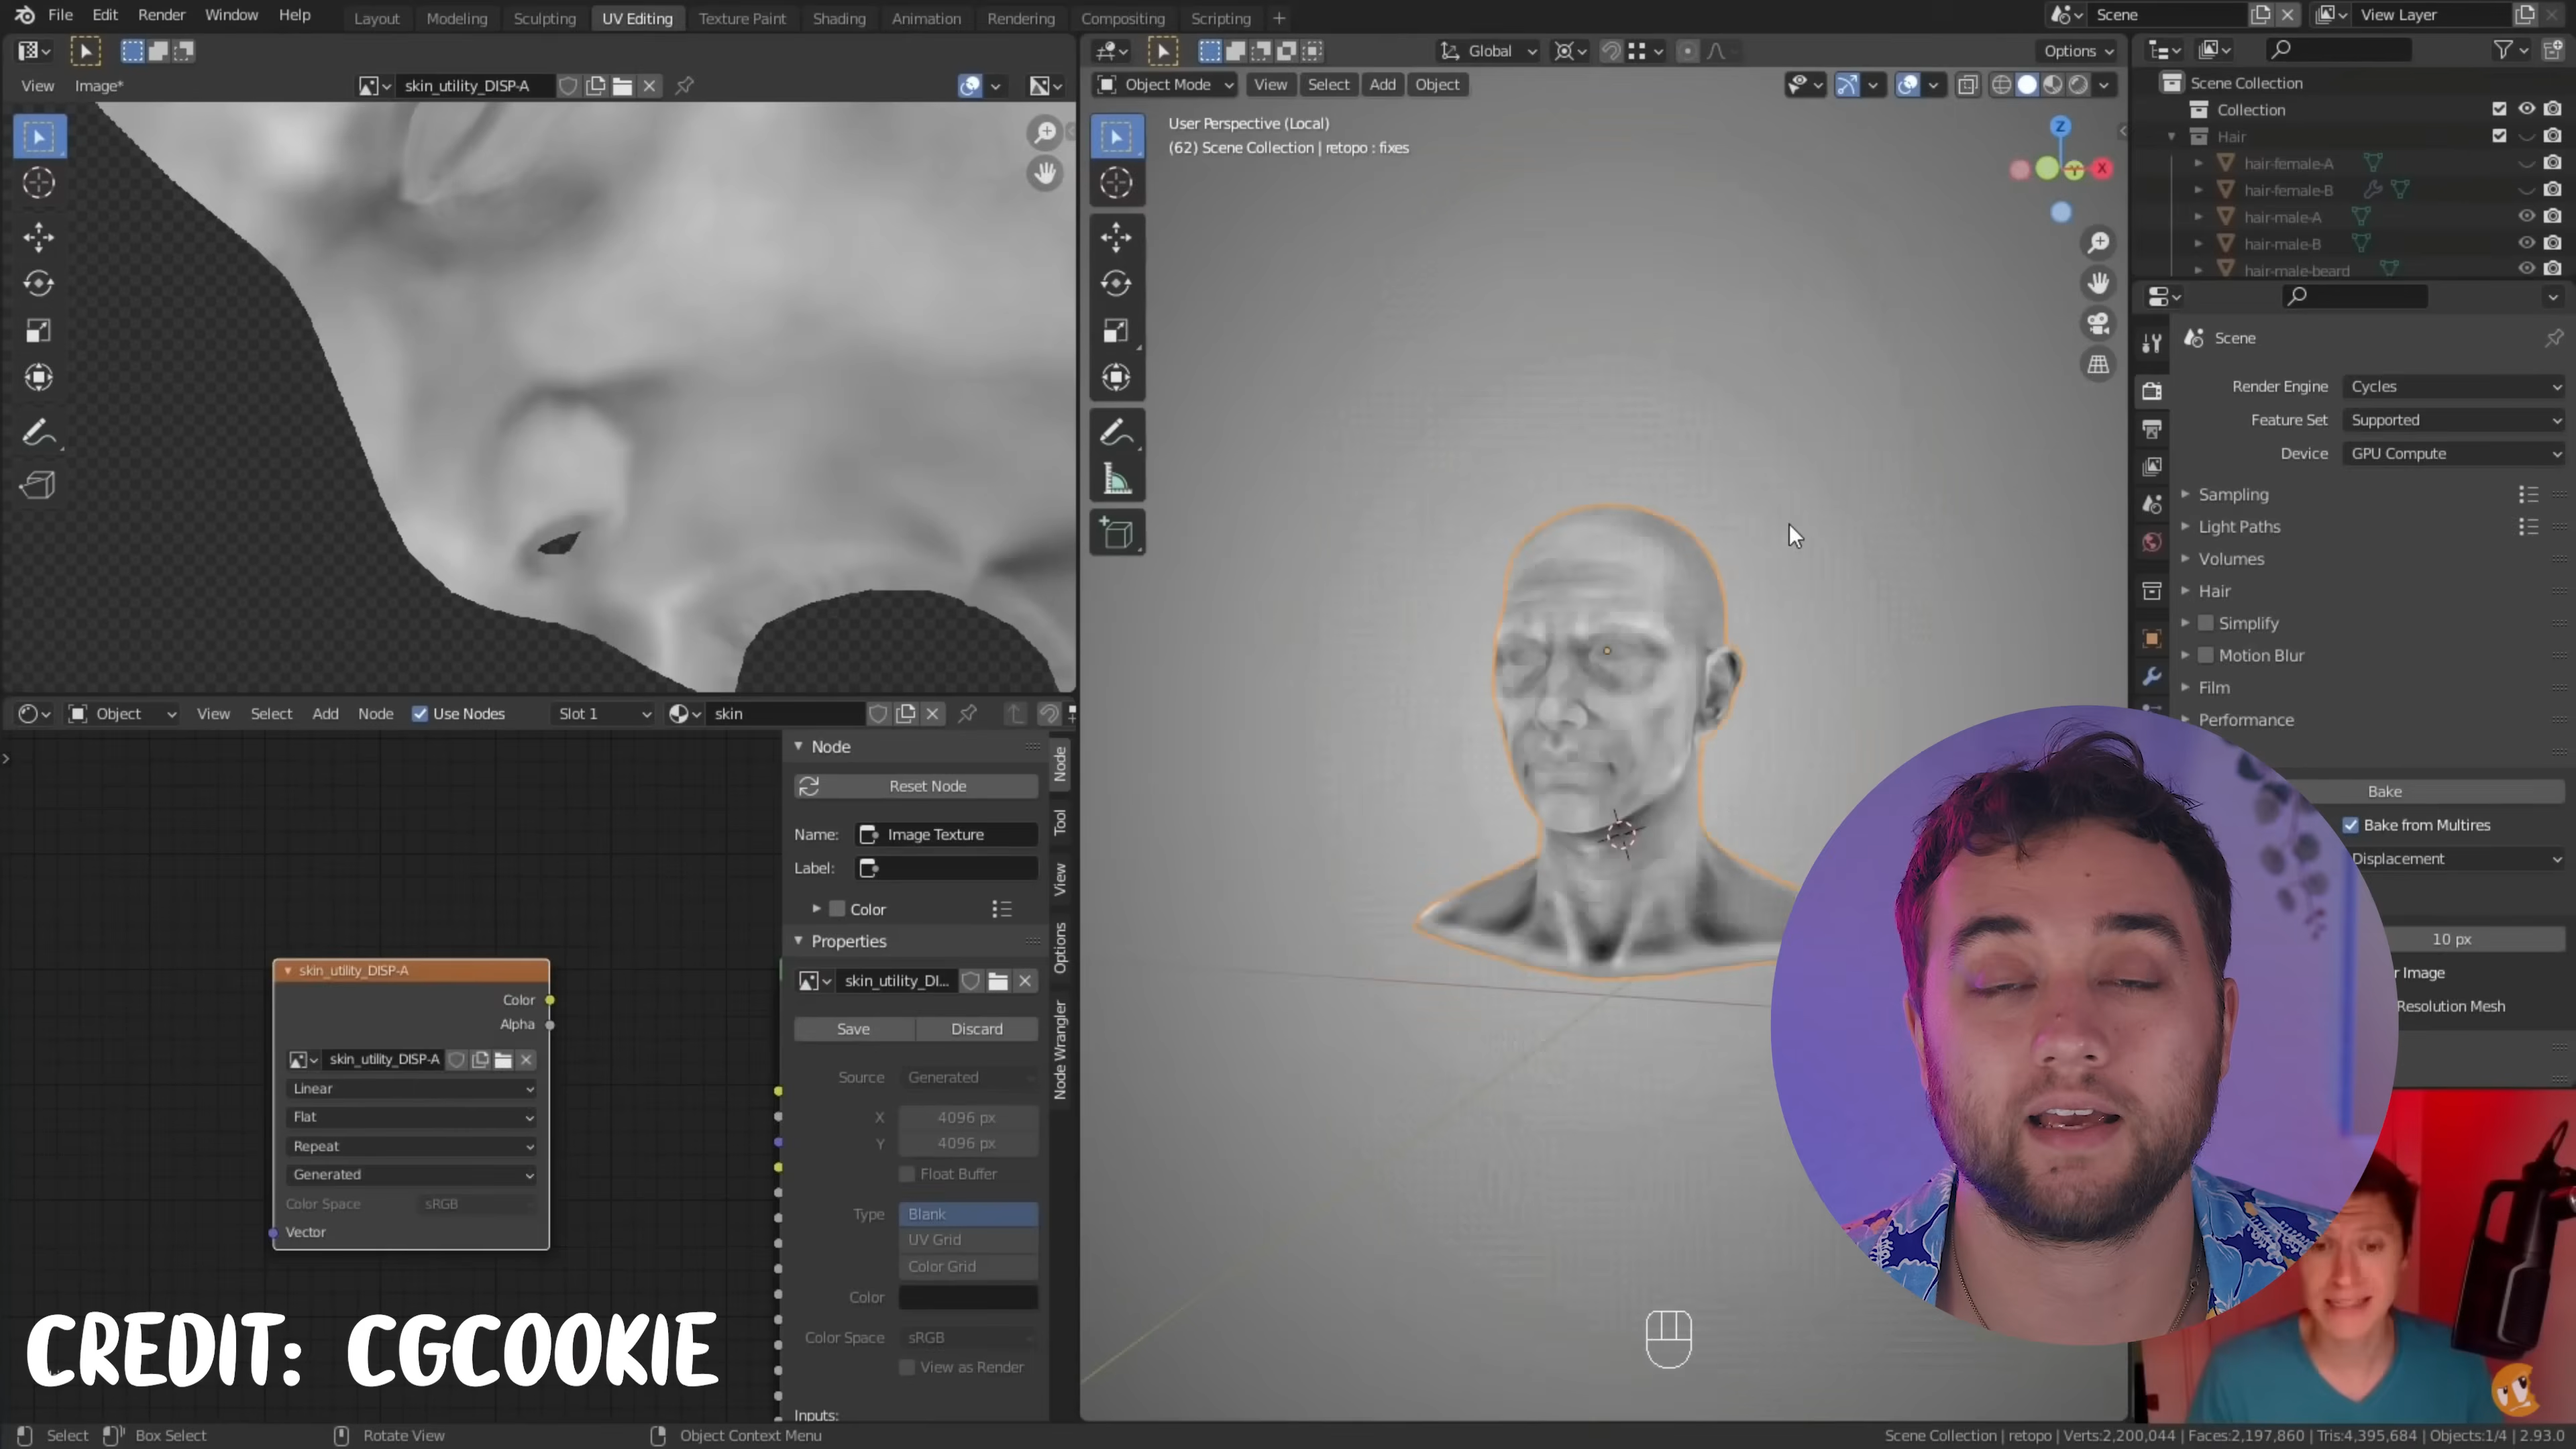 File Edit Render Window Help
Layout Modeling Sculpting UV Editing Texture Paint Shading Animation Rendering Compositing Scripting
Scene View Layer
Global Options
View Image* skin_utility_DISP-A
Object Mode View Select Add Object
User Perspective (Local)
(62) Scene Collection | retopo : fixes
Z
Y
X
Scene Collection
Collection
Hair
hair-female-A
hair-female-B
hair-male-A
hair-male-B
hair-male-beard
Scene
Render Engine Cycles
Feature Set Supported
Device GPU Compute
Sampling
Light Paths
Volumes
Hair
Simplify
Motion Blur
Film
Performance
Bake
Bake from Multires
Displacement
10 px
r Image
Resolution Mesh
Object View Select Add Node Use Nodes Slot 1 skin
Node
Reset Node
Name: Image Texture
Label:
Color
Properties
skin_utility_DI...
Save Discard
Source Generated
X 4096 px
Y 4096 px
Float Buffer
Type Blank
UV Grid
Color Grid
Color
Color Space sRGB
View as Render
Inputs:
Node
Tool
View
Options
Node Wrangler
skin_utility_DISP-A
Color
Alpha
skin_utility_DISP-A
Linear
Flat
Repeat
Generated
Color Space sRGB
Vector
CREDIT: CGCOOKIE
Select Box Select Rotate View Object Context Menu
Scene Collection | retopo | Verts:2,200,044 | Faces:2,197,860 | Tris:4,395,684 | Objects:1/4 | 2.93.0